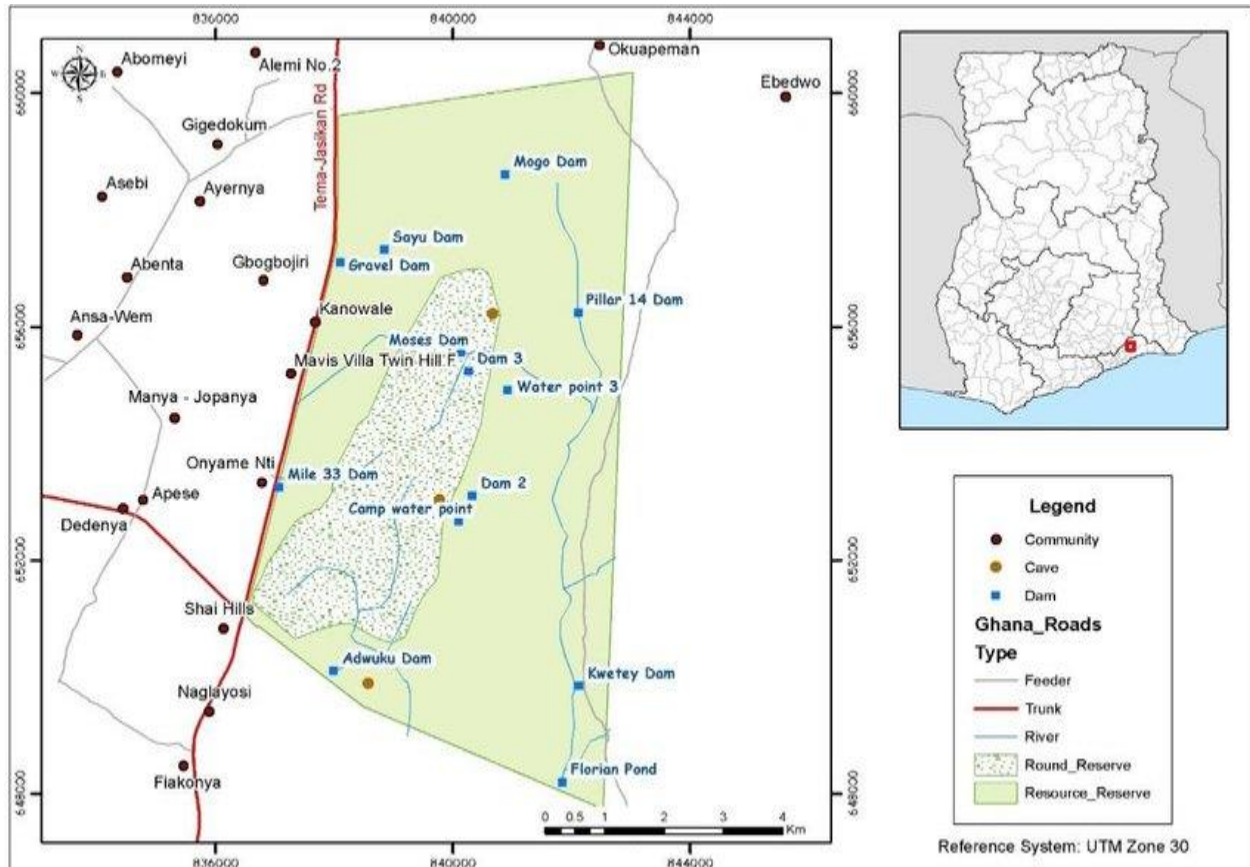 836000
840000
844000
N
W
E
S
Abomeyi
Alemi No.2
Okuapeman
Ebedwo
660000
660000
Gigedokum
Tema-Jasikan Rd
Mogo Dam
Asebi
Ayernya
Sayu Dam
Gravel Dam
Abenta
Gbogbojiri
Kanowale
Pillar 14 Dam
Ansa-Wem
656000
656000
Moses Dam
Mavis Villa Twin Hill F
Dam 3
Water point 3
Manya - Jopanya
Onyame Nti
Mile 33 Dam
Dam 2
Apese
Camp water point
Dedenya
652000
652000
Shai Hills
Adwuku Dam
Kwetey Dam
Naglayosi
Fiakonya
Florian Pond
648000
648000
0 0.5 1 2 3 4
Km
836000
840000
844000
Legend
Community
Cave
Dam
Ghana_Roads
Type
Feeder
Trunk
River
Round_Reserve
Resource_Reserve
Reference System: UTM Zone 30